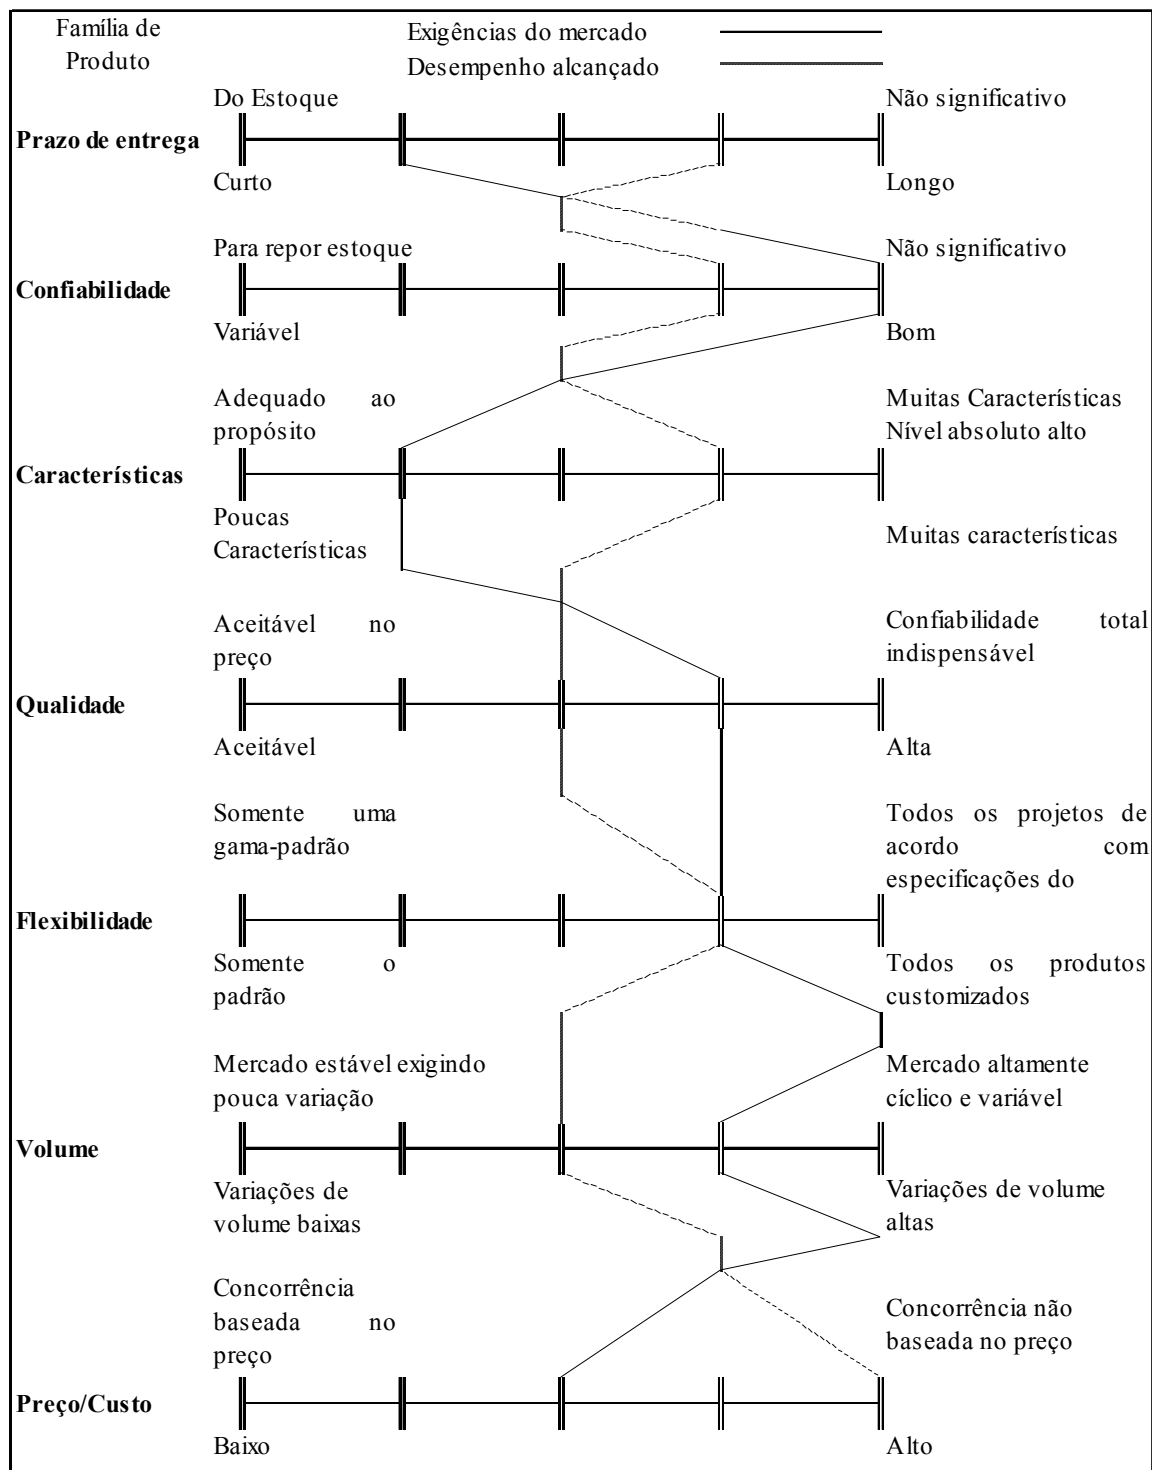 Família de
Produto
Exigências do mercado
Desempenho alcançado
Do Estoque
Não significativo
Prazo de entrega
Curto
Longo
Para repor estoque
Não significativo
Confiabilidade
Variável
Bom
Adequado ao
propósito
Muitas Características
Nível absoluto alto
Características
Poucas
Características
Muitas características
Aceitável no
preço
Confiabilidade total
indispensável
Qualidade
Aceitável
Alta
Somente uma
gama-padrão
Todos os projetos de
acordo com
especificações do
Flexibilidade
Somente o
padrão
Todos os produtos
customizados
Mercado estável exigindo
pouca variação
Mercado altamente
cíclico e variável
Volume
Variações de
volume baixas
Variações de volume
altas
Concorrência
baseada no
preço
Concorrência não
baseada no preço
Preço/Custo
Baixo
Alto